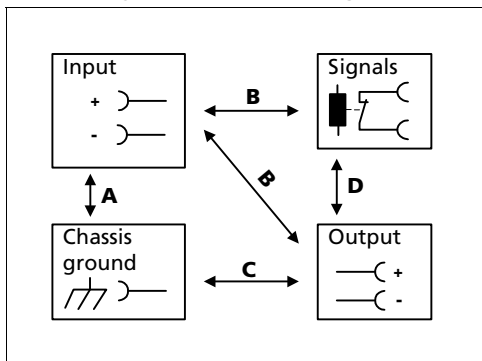 Input
+
-
Signals
B
B
A
D
Chassis
ground
C
Output
+
-